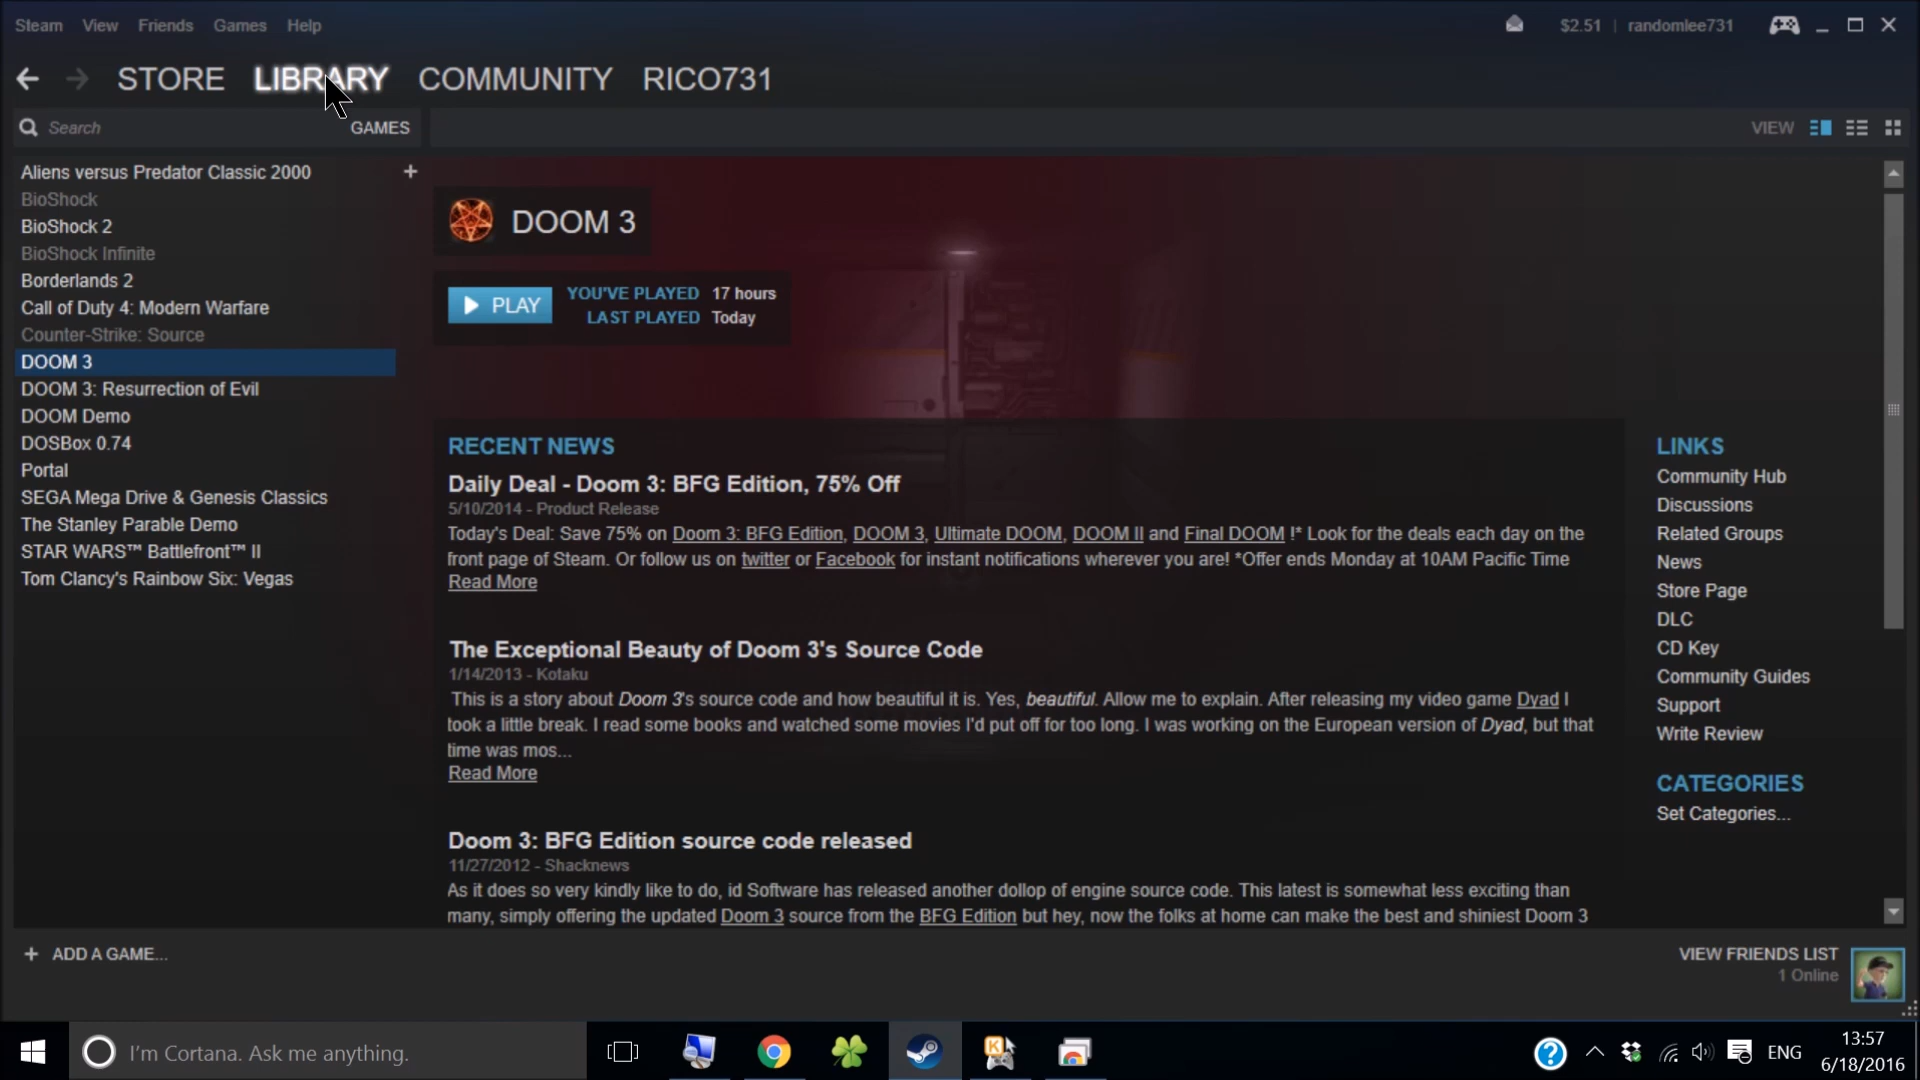 Steam View Friends Games Help
$2.51 | randomlee731
STORE LIBRARY COMMUNITY RICO731
Search GAMES
VIEW
Aliens versus Predator Classic 2000 +
BioShock
BioShock 2
BioShock Infinite
Borderlands 2
Call of Duty 4: Modern Warfare
Counter-Strike: Source
DOOM 3
DOOM 3: Resurrection of Evil
DOOM Demo
DOSBox 0.74
Portal
SEGA Mega Drive & Genesis Classics
The Stanley Parable Demo
STAR WARS™ Battlefront™ II
Tom Clancy's Rainbow Six: Vegas
DOOM 3
PLAY
YOU'VE PLAYED 17 hours
LAST PLAYED Today
RECENT NEWS
Daily Deal - Doom 3: BFG Edition, 75% Off
5/10/2014 - Product Release
Today's Deal: Save 75% on Doom 3: BFG Edition, DOOM 3, Ultimate DOOM, DOOM II and Final DOOM !* Look for the deals each day on the
front page of Steam. Or follow us on twitter or Facebook for instant notifications wherever you are! *Offer ends Monday at 10AM Pacific Time
Read More
The Exceptional Beauty of Doom 3's Source Code
1/14/2013 - Kotaku
This is a story about Doom 3's source code and how beautiful it is. Yes, beautiful. Allow me to explain. After releasing my video game Dyad I
took a little break. I read some books and watched some movies I'd put off for too long. I was working on the European version of Dyad, but that
time was mos...
Read More
Doom 3: BFG Edition source code released
11/27/2012 - Shacknews
As it does so very kindly like to do, id Software has released another dollop of engine source code. This latest is somewhat less exciting than
many, simply offering the updated Doom 3 source from the BFG Edition but hey, now the folks at home can make the best and shiniest Doom 3
LINKS
Community Hub
Discussions
Related Groups
News
Store Page
DLC
CD Key
Community Guides
Support
Write Review
CATEGORIES
Set Categories...
+ ADD A GAME...
VIEW FRIENDS LIST
1 Online
I'm Cortana. Ask me anything.
ENG
13:57
6/18/2016